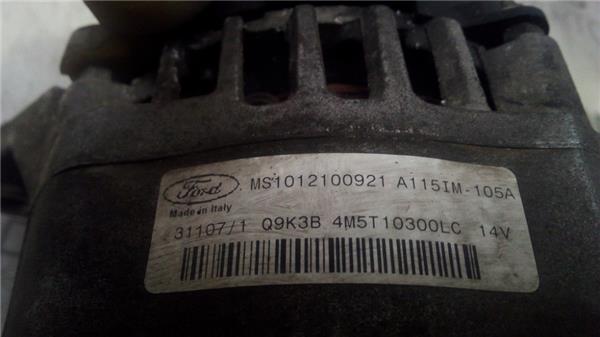 Ford MS1012100921 A115IM-105A
Made in Italy
31107/1 Q9K3B 4M5T10300LC 14V